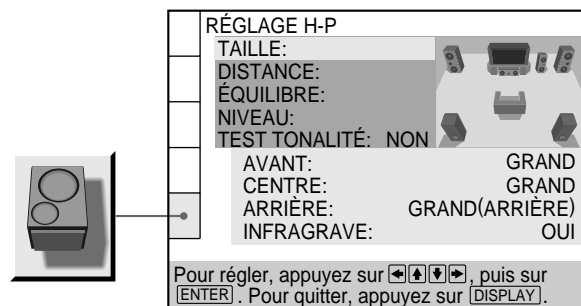 RÉGLAGE H-P
TAILLE:
DISTANCE:
ÉQUILIBRE:
NIVEAU:
TEST TONALITÉ: NON
AVANT: GRAND
CENTRE: GRAND
ARRIÈRE: GRAND(ARRIÈRE)
INFRAGRAVE: OUI
Pour régler, appuyez sur ←↑↓→, puis sur
ENTER. Pour quitter, appuyez sur DISPLAY.